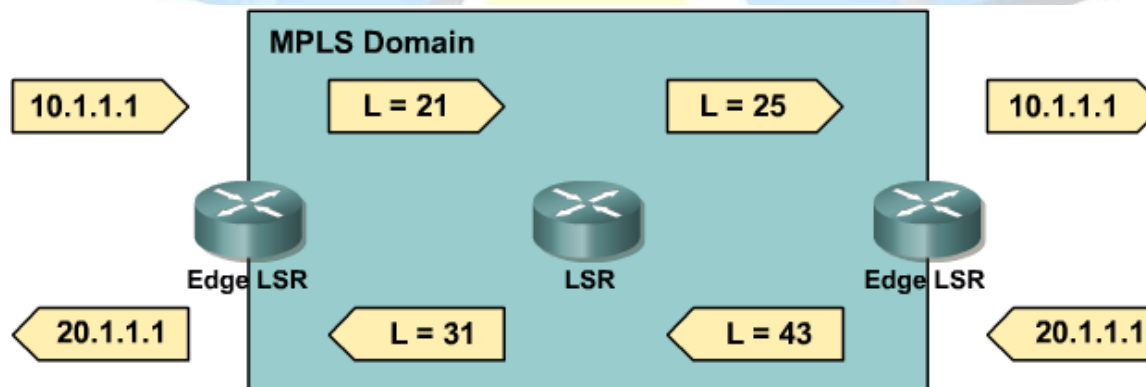 MPLS Domain
10.1.1.1
L = 21
L = 25
10.1.1.1
Edge LSR
LSR
Edge LSR
20.1.1.1
L = 31
L = 43
20.1.1.1